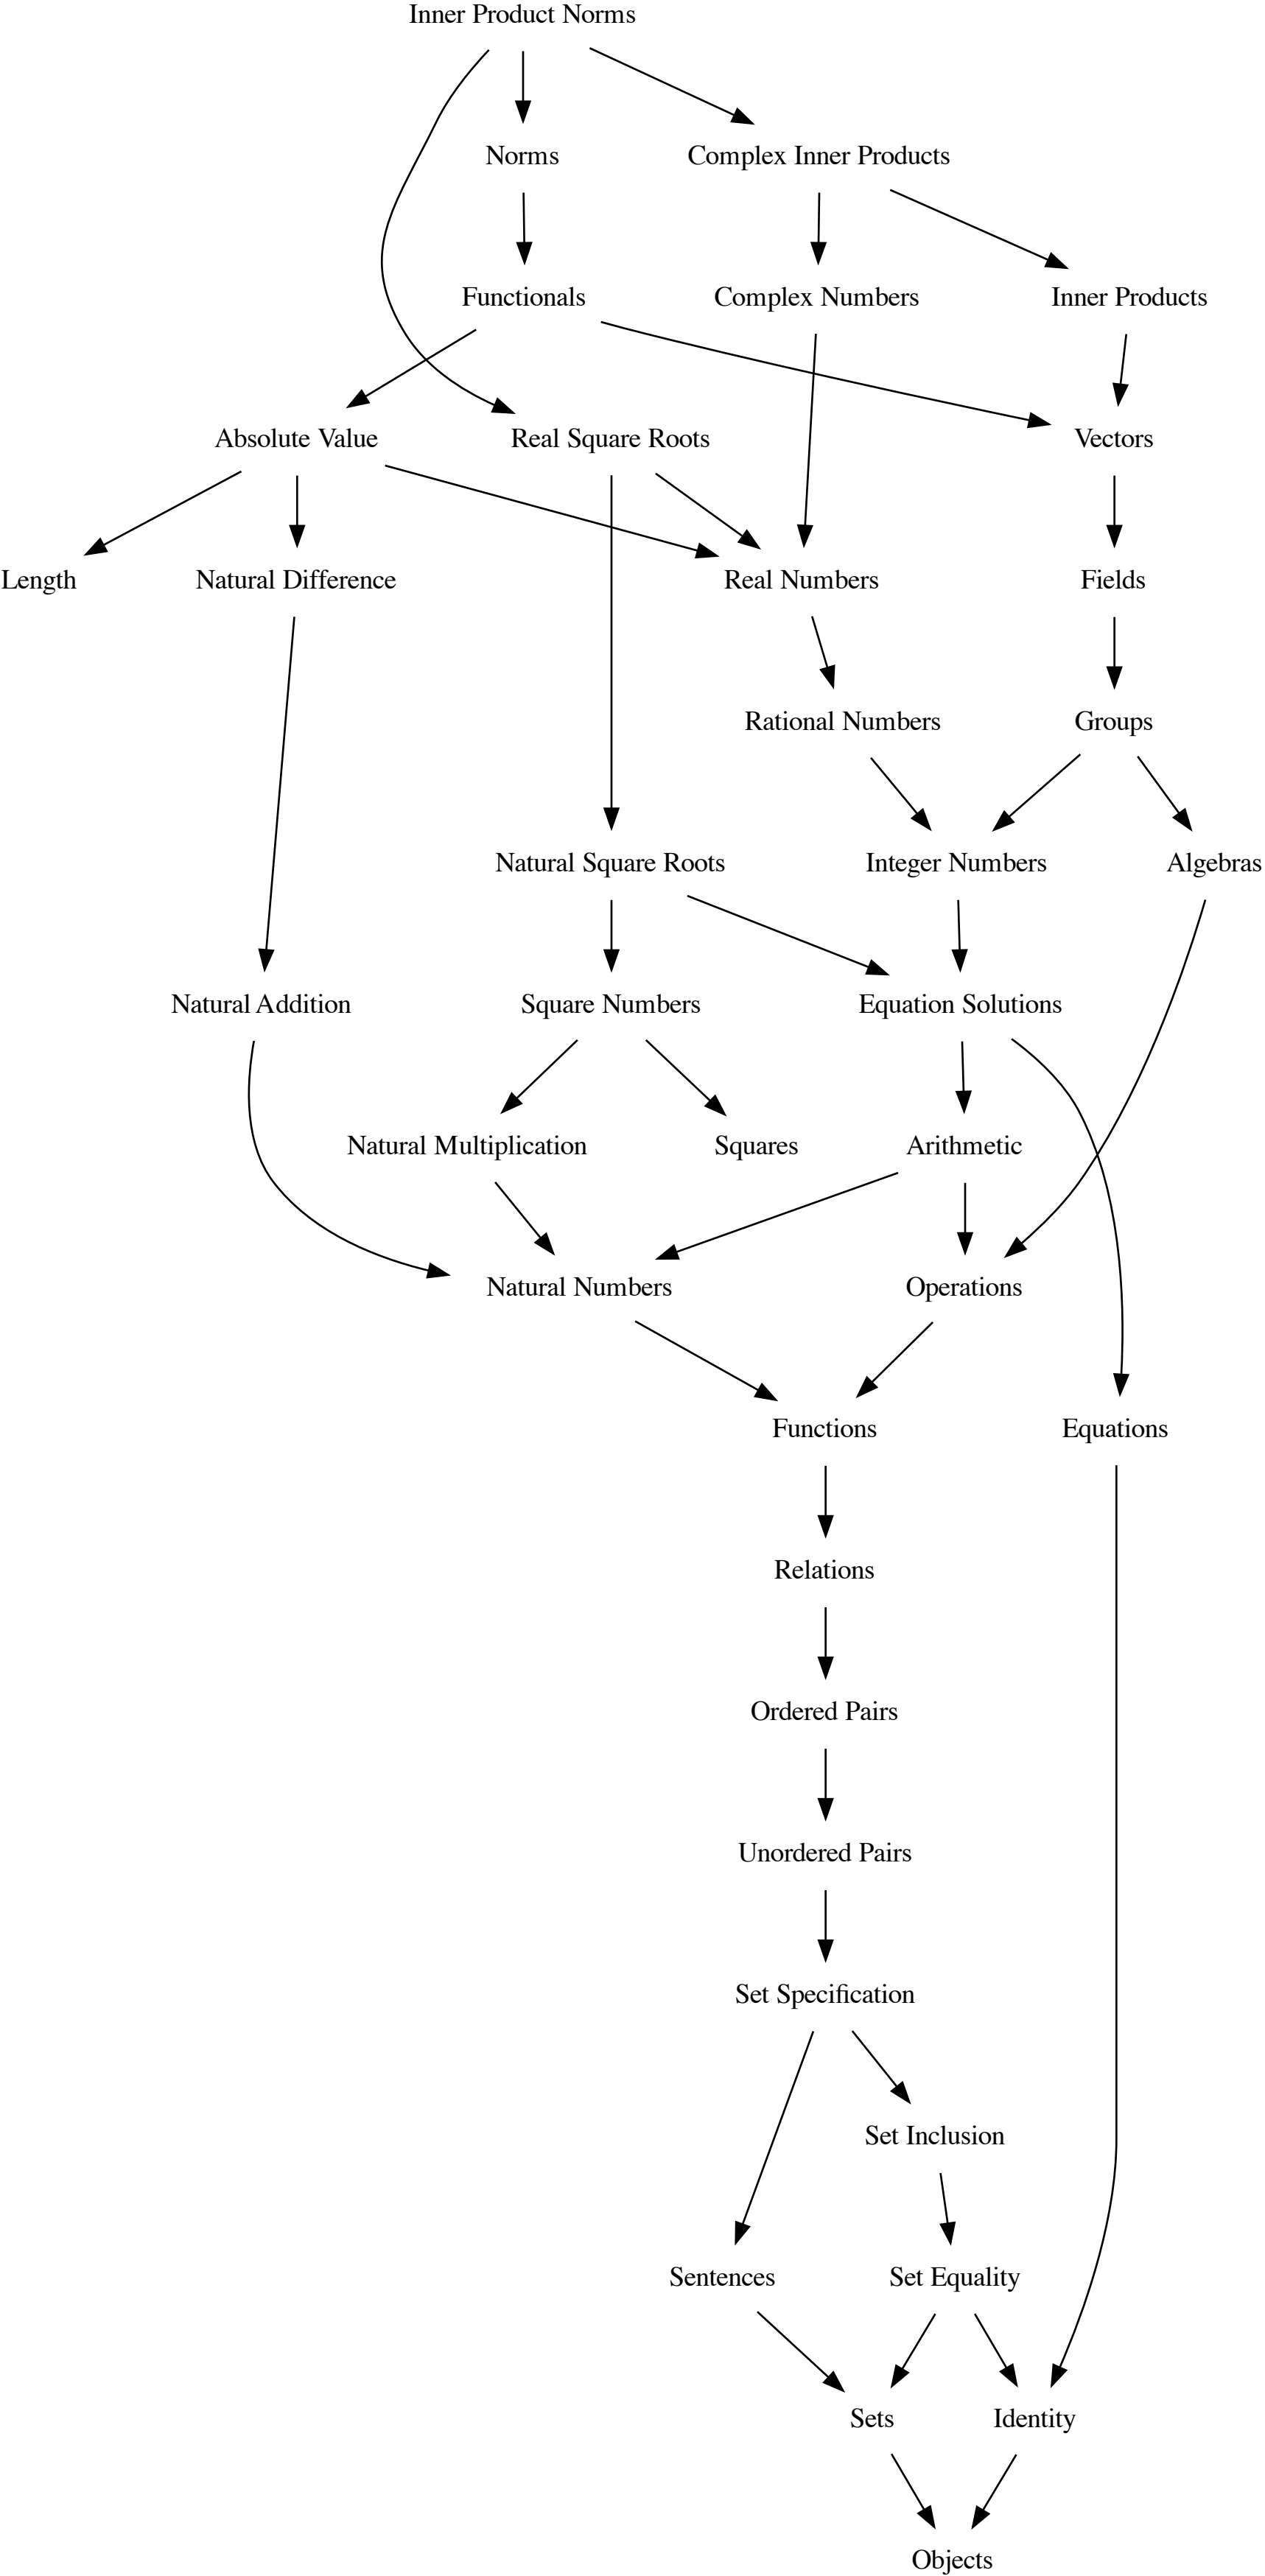 Inner Product Norms
Norms
Complex Inner Products
Functionals
Complex Numbers
Inner Products
Absolute Value
Real Square Roots
Vectors
Length
Natural Difference
Real Numbers
Fields
Rational Numbers
Groups
Natural Square Roots
Integer Numbers
Algebras
Natural Addition
Square Numbers
Equation Solutions
Natural Multiplication
Squares
Arithmetic
Natural Numbers
Operations
Functions
Equations
Relations
Ordered Pairs
Unordered Pairs
Set Specification
Set Inclusion
Sentences
Set Equality
Sets
Identity
Objects